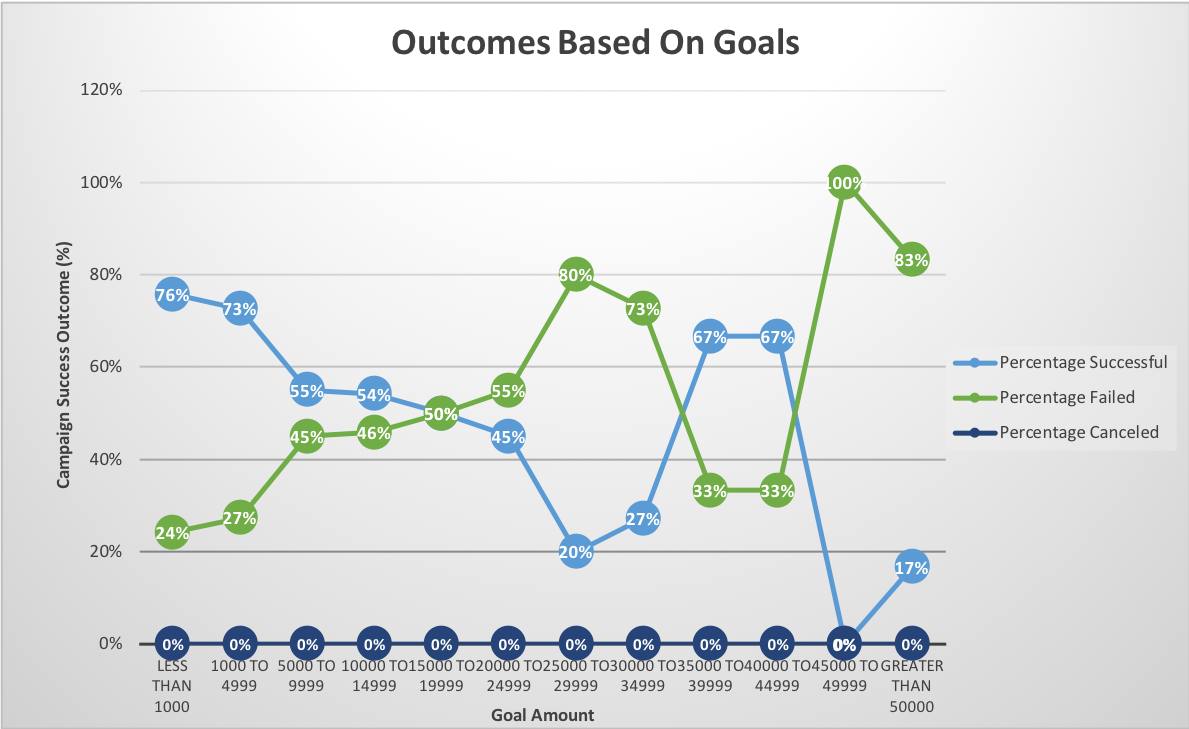 Outcomes Based On Goals
120%
100%
80%
60%
40%
20%
0%
Campaign Success Outcome (%)
76% 73% 55% 54% 50% 45% 20% 27% 67% 67% 0% 17%
24% 27% 45% 46% 50% 55% 80% 73% 33% 33% 100% 83%
0% 0% 0% 0% 0% 0% 0% 0% 0% 0% 0% 0%
LESS THAN 1000
1000 TO 4999
5000 TO 9999
10000 TO 14999
15000 TO 19999
20000 TO 24999
25000 TO 29999
30000 TO 34999
35000 TO 39999
40000 TO 44999
45000 TO 49999
GREATER THAN 50000
Goal Amount
Percentage Successful
Percentage Failed
Percentage Canceled